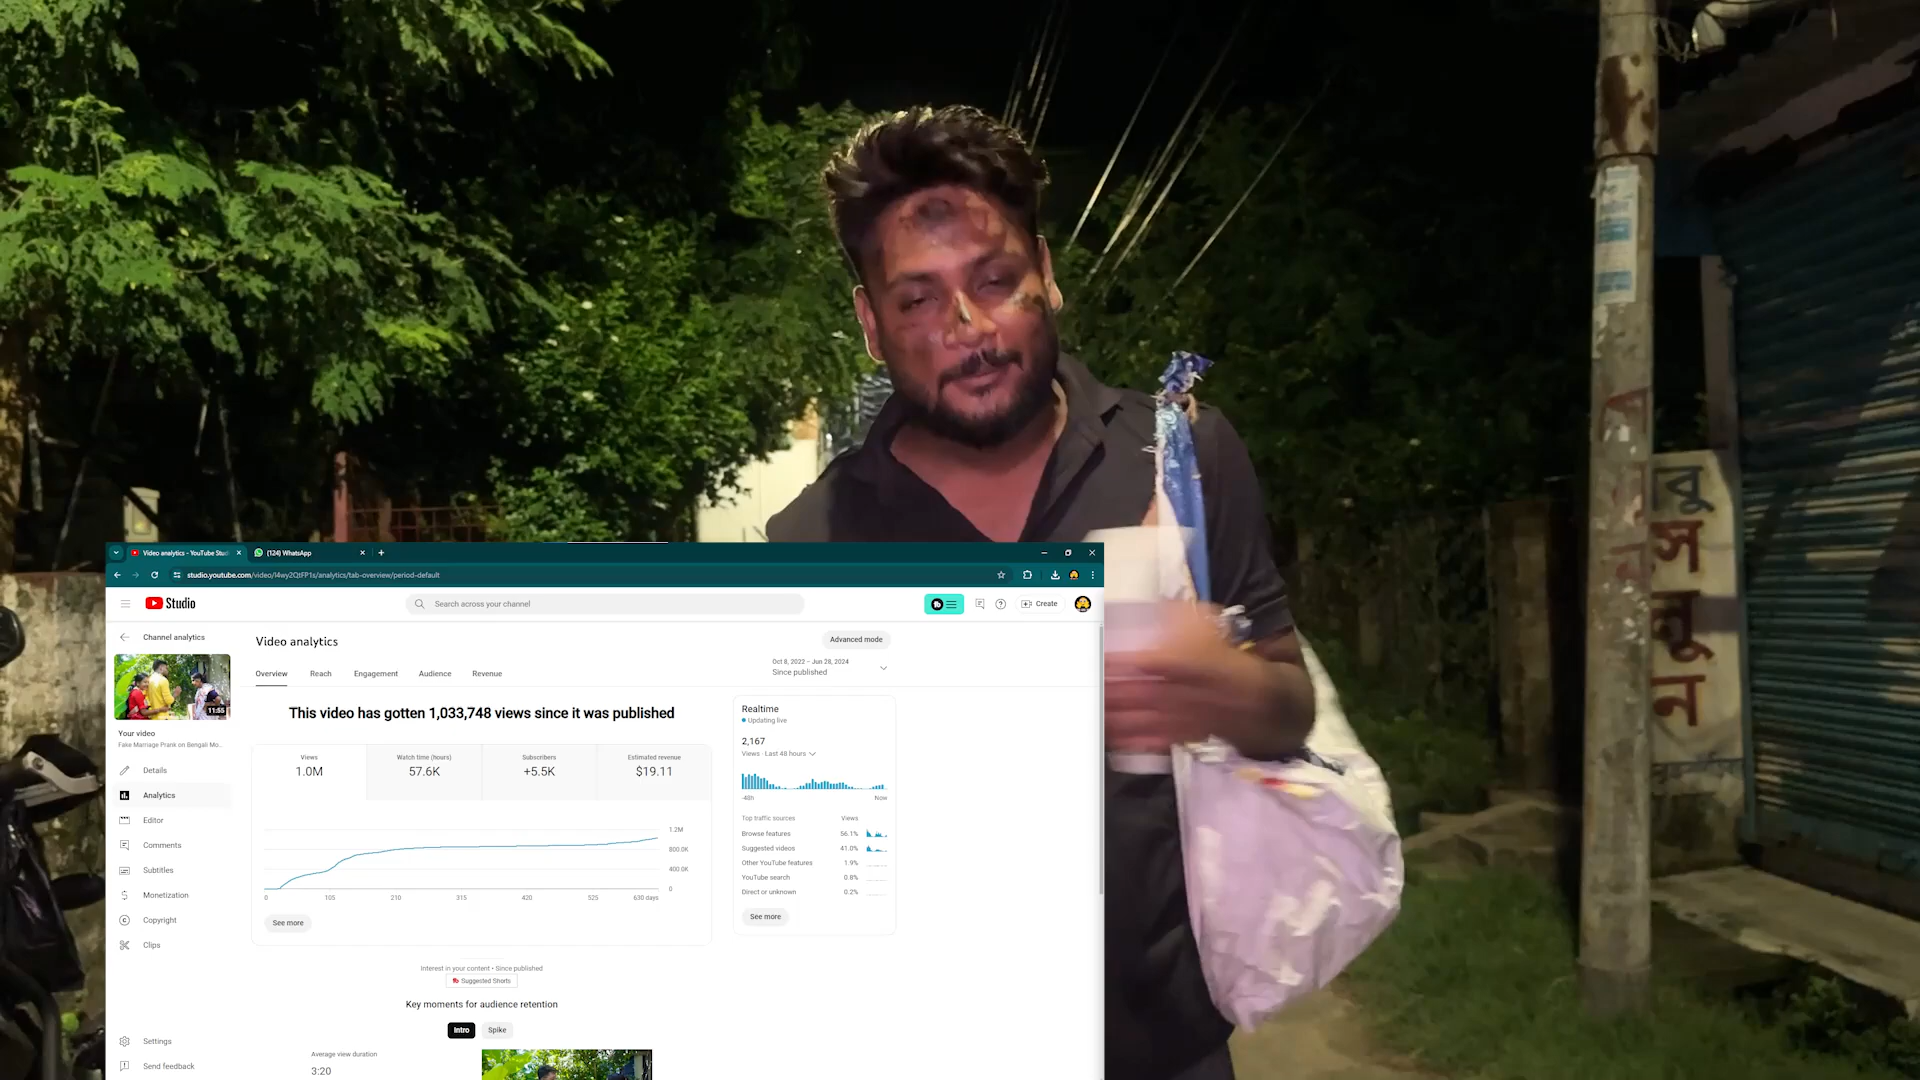 Video analytics - YouTube Stud
(124) WhatsApp
studio.youtube.com/video/l4wy2QtFP1s/analytics/tab-overview/period-default
Studio
Search across your channel
Create
Channel analytics
11:55
Your video
Fake Marriage Prank on Bengali Mo...
Details
Analytics
Editor
Comments
Subtitles
Monetization
Copyright
Clips
Settings
Send feedback
Video analytics
Advanced mode
Overview
Reach
Engagement
Audience
Revenue
Oct 8, 2022 – Jun 28, 2024
Since published
This video has gotten 1,033,748 views since it was published
Views
1.0M
Watch time (hours)
57.6K
Subscribers
+5.5K
Estimated revenue
$19.11
1.2M
800.0K
400.0K
0
0
105
210
315
420
525
630 days
See more
Realtime
Updating live
2,167
Views · Last 48 hours
-48h
Now
Top traffic sources
Views
Browse features
56.1%
Suggested videos
41.0%
Other YouTube features
1.9%
YouTube search
0.8%
Direct or unknown
0.2%
See more
Interest in your content • Since published
Suggested Shorts
Key moments for audience retention
Intro
Spike
Average view duration
3:20
বু
লু
ন